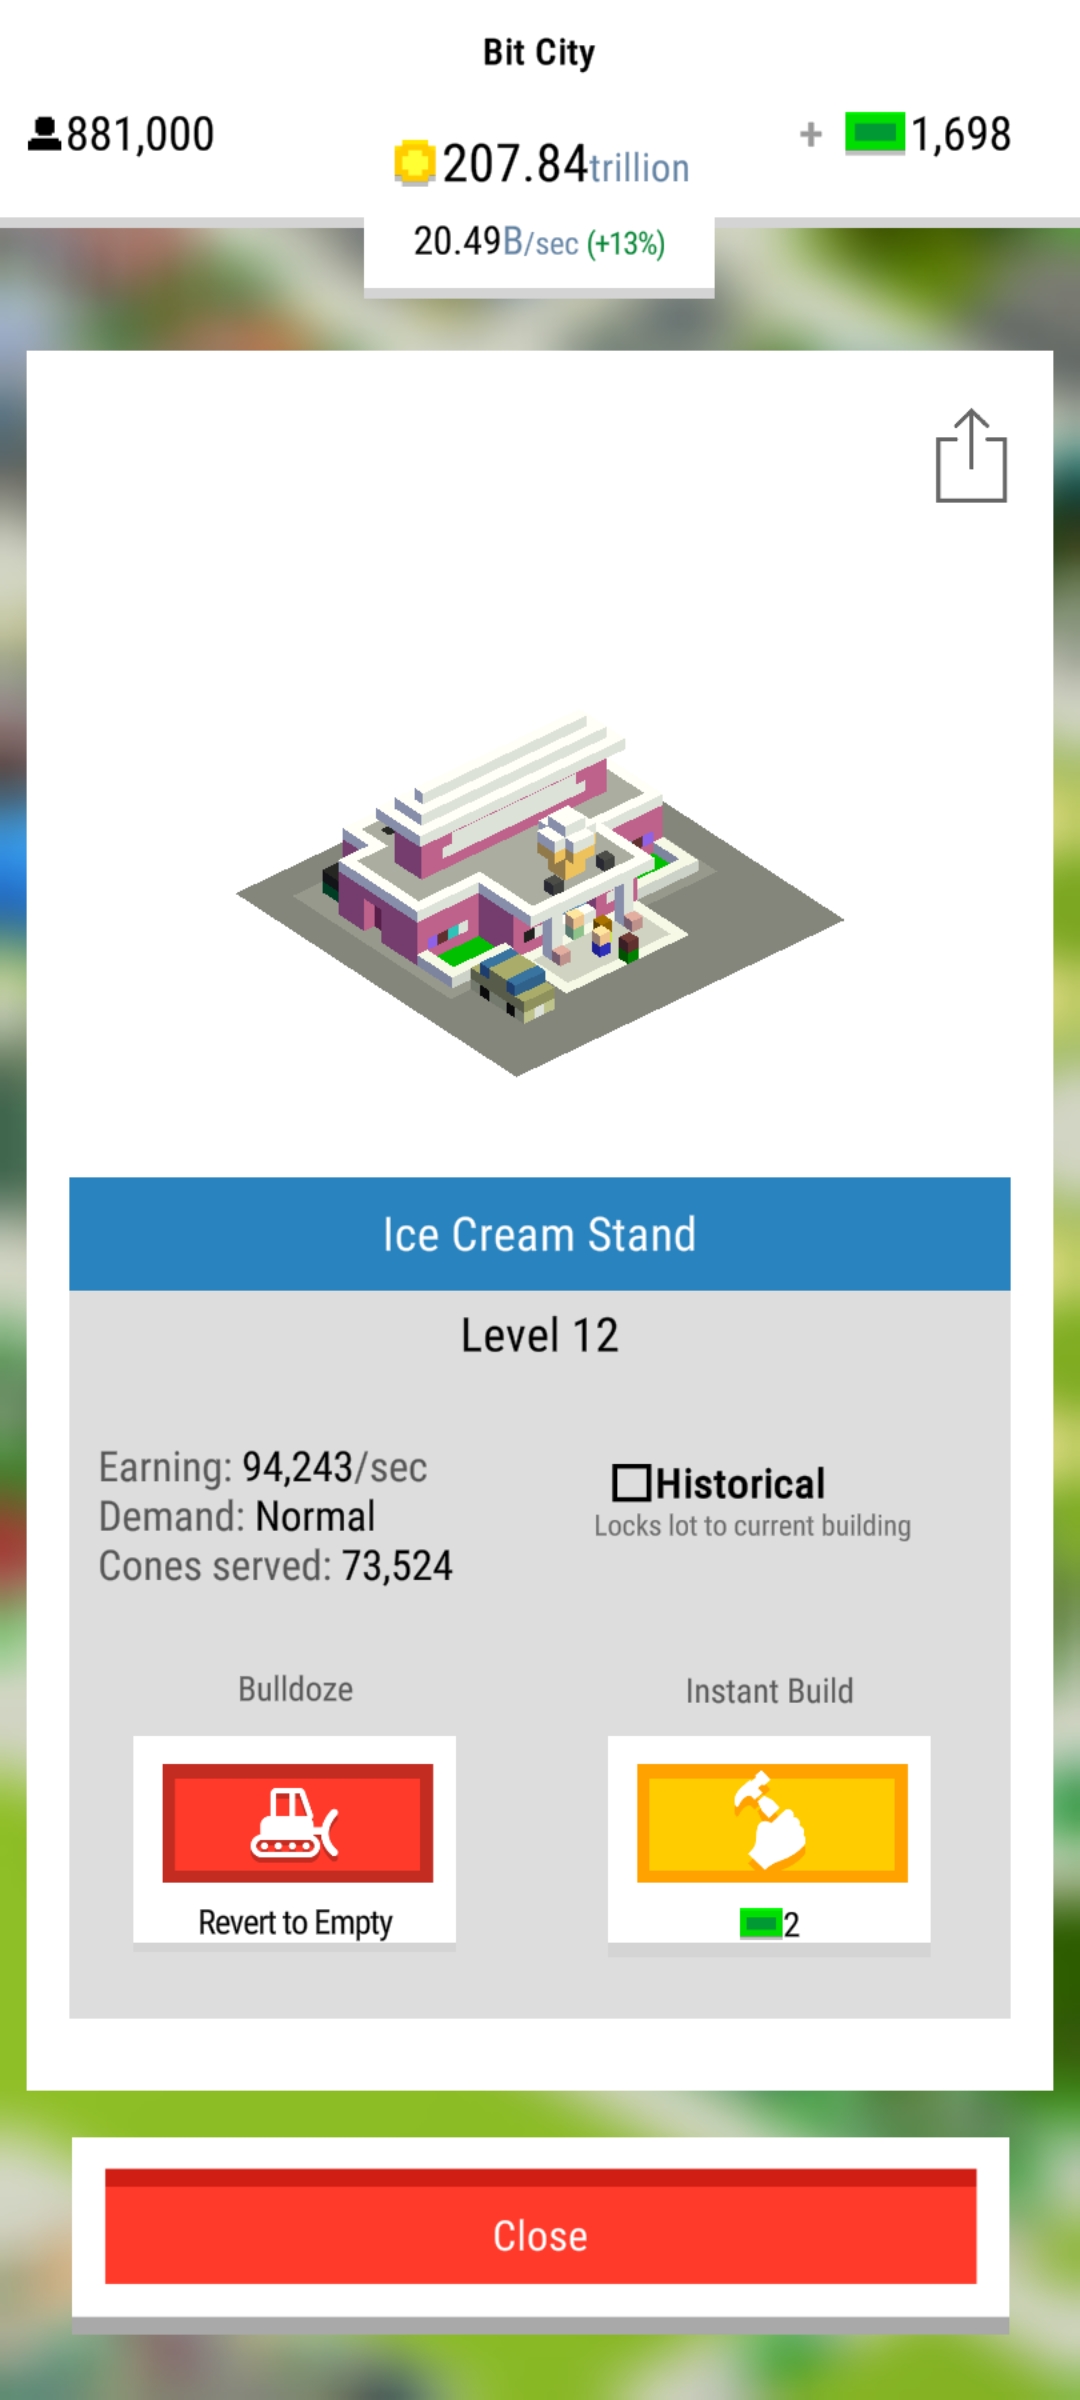 Bit City
881,000
207.84trillion
+ 1,698
20.49B/sec (+13%)
Ice Cream Stand
Level 12
Earning: 94,243/sec
Demand: Normal
Cones served: 73,524
Historical
Locks lot to current building
Bulldoze
Revert to Empty
Instant Build
2
Close